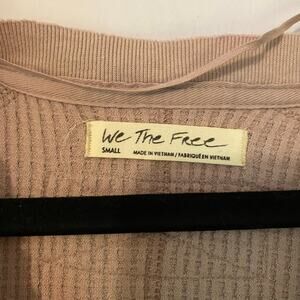 We The Free
SMALL
MADE IN VIETNAM / FABRIQUÉ EN VIETNAM